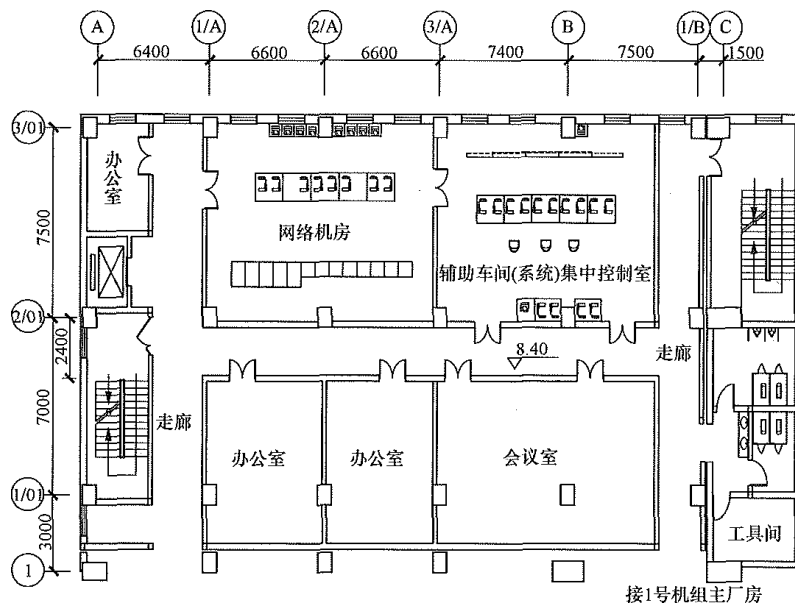 A
1/A
2/A
3/A
B
1/B
C
6400
6600
6600
7400
7500
1500
3/01
办公室
7500
网络机房
辅助车间(系统)集中控制室
2/01
2400
8.40
走廊
7000
走廊
办公室
办公室
会议室
1/01
3000
工具间
1
接1号机组主厂房